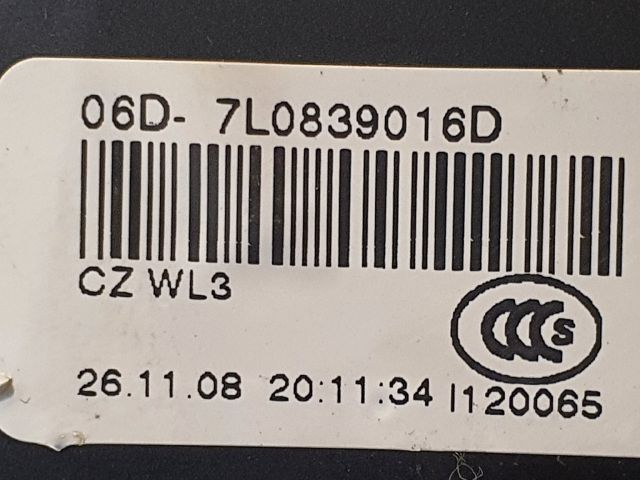 06D- 7L0839016D
CZ WL3
CCC S
26.11.08 20:11:34 I120065